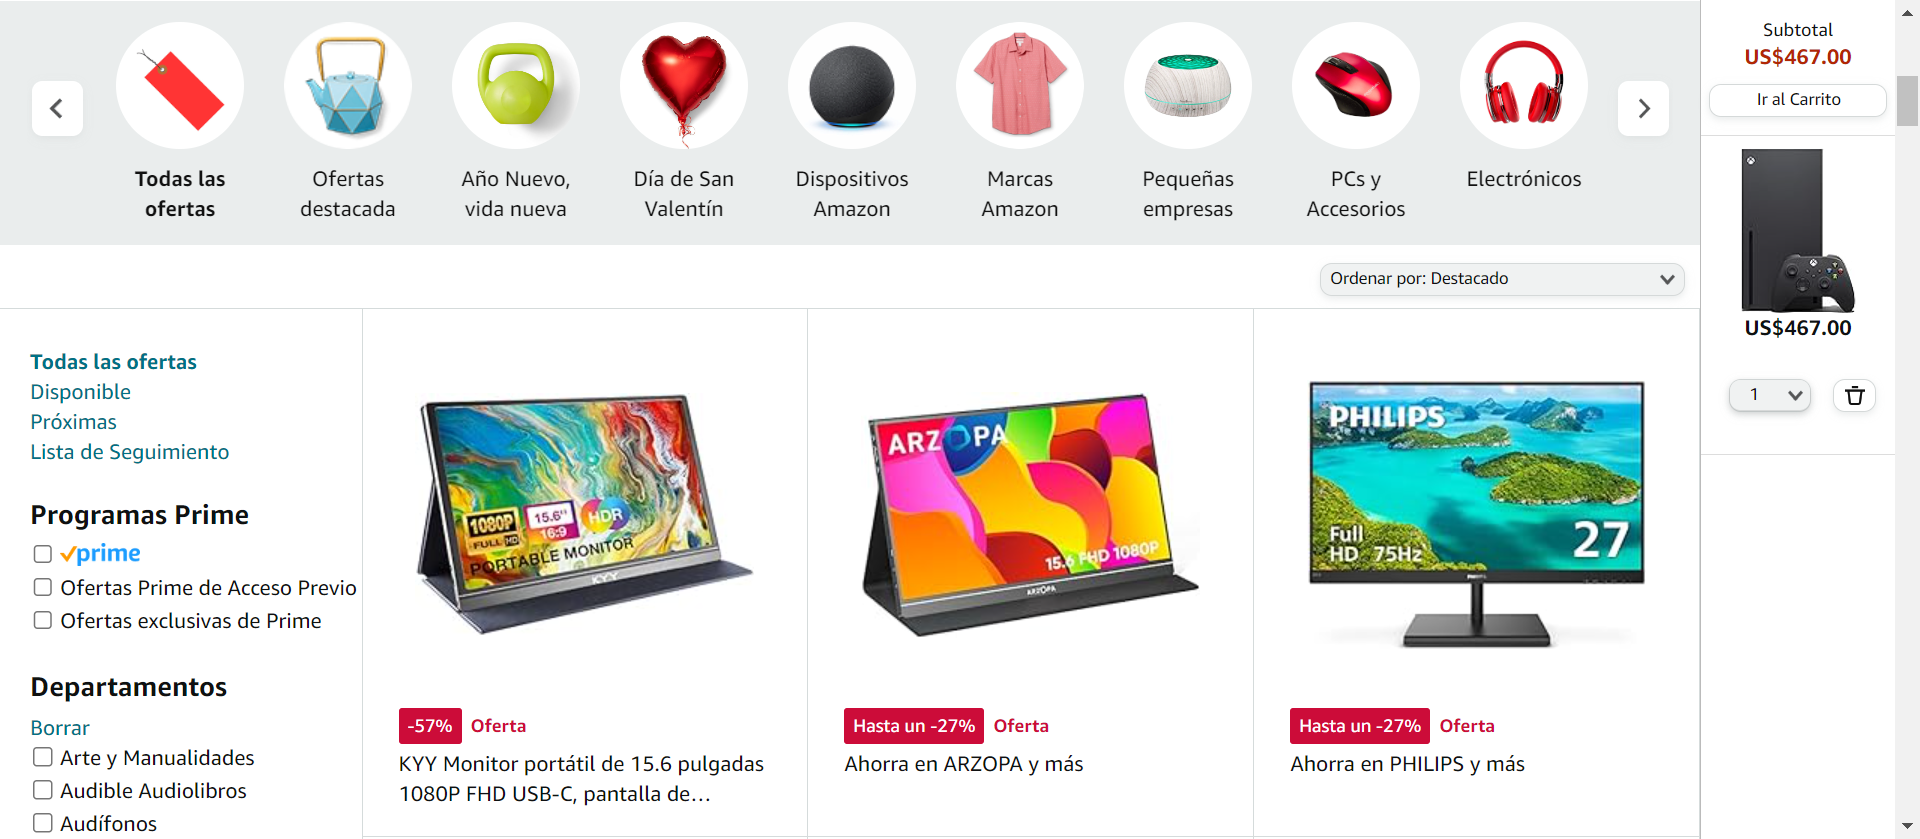 Todas las
ofertas
Ofertas
destacada
Año Nuevo,
vida nueva
Día de San
Valentín
Dispositivos
Amazon
Marcas
Amazon
Pequeñas
empresas
PCs y
Accesorios
Electrónicos
Subtotal
US$467.00
Ir al Carrito
US$467.00
1
Ordenar por: Destacado
Todas las ofertas
Disponible
Próximas
Lista de Seguimiento
Programas Prime
prime
Ofertas Prime de Acceso Previo
Ofertas exclusivas de Prime
Departamentos
Borrar
Arte y Manualidades
Audible Audiolibros
Audífonos
1080P
FULL HD
15.6"
16:9
HDR
PORTABLE MONITOR
KYY
-57% Oferta
KYY Monitor portátil de 15.6 pulgadas
1080P FHD USB-C, pantalla de…
ARZOPA
15.6 FHD 1080P
ARZOPA
Hasta un -27% Oferta
Ahorra en ARZOPA y más
PHILIPS
Full
HD 75Hz
27
PHILIPS
Hasta un -27% Oferta
Ahorra en PHILIPS y más